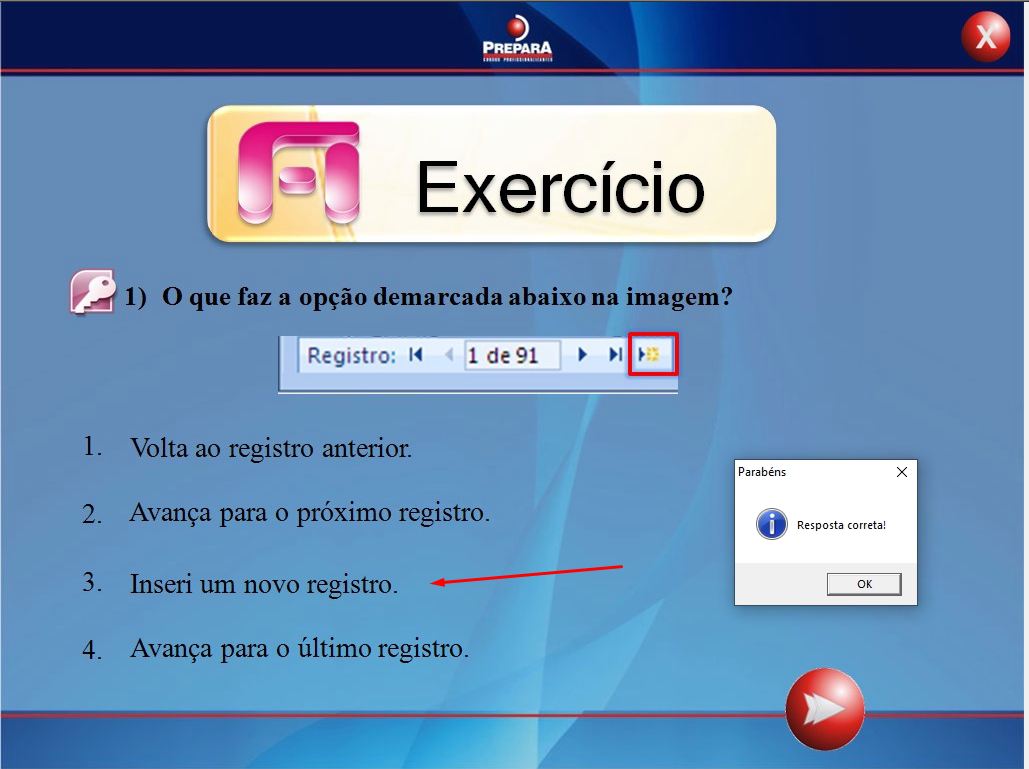 PREPARA
CURSOS PROFISSIONALIZANTES
X
Exercício
1) O que faz a opção demarcada abaixo na imagem?
Registro: 1 de 91
1. Volta ao registro anterior.
2. Avança para o próximo registro.
3. Inseri um novo registro.
4. Avança para o último registro.
Parabéns
Resposta correta!
OK